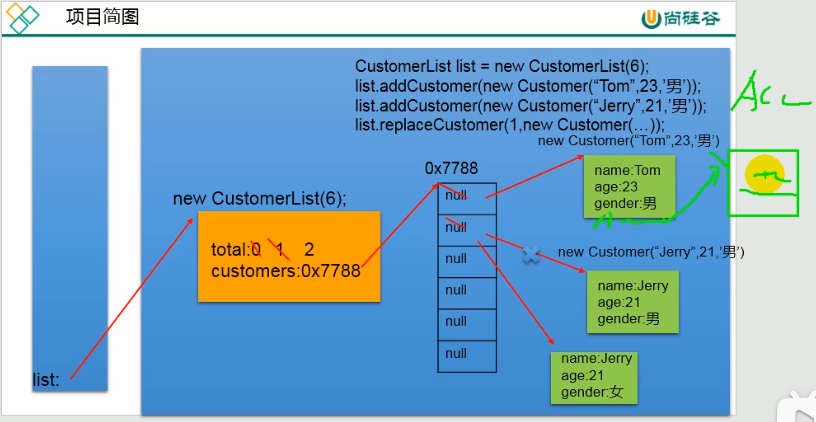 项目简图
尚硅谷
CustomerList list = new CustomerList(6);
list.addCustomer(new Customer(“Tom”,23,’男’));
list.addCustomer(new Customer(“Jerry”,21,’男’));
list.replaceCustomer(1,new Customer(…));
new Customer(“Tom”,23,’男’)
Acc
0x7788
null
null
null
null
null
null
name:Tom
age:23
gender:男
new CustomerList(6);
total:0 1 2
customers:0x7788
new Customer(“Jerry”,21,’男’)
name:Jerry
age:21
gender:男
name:Jerry
age:21
gender:女
list: